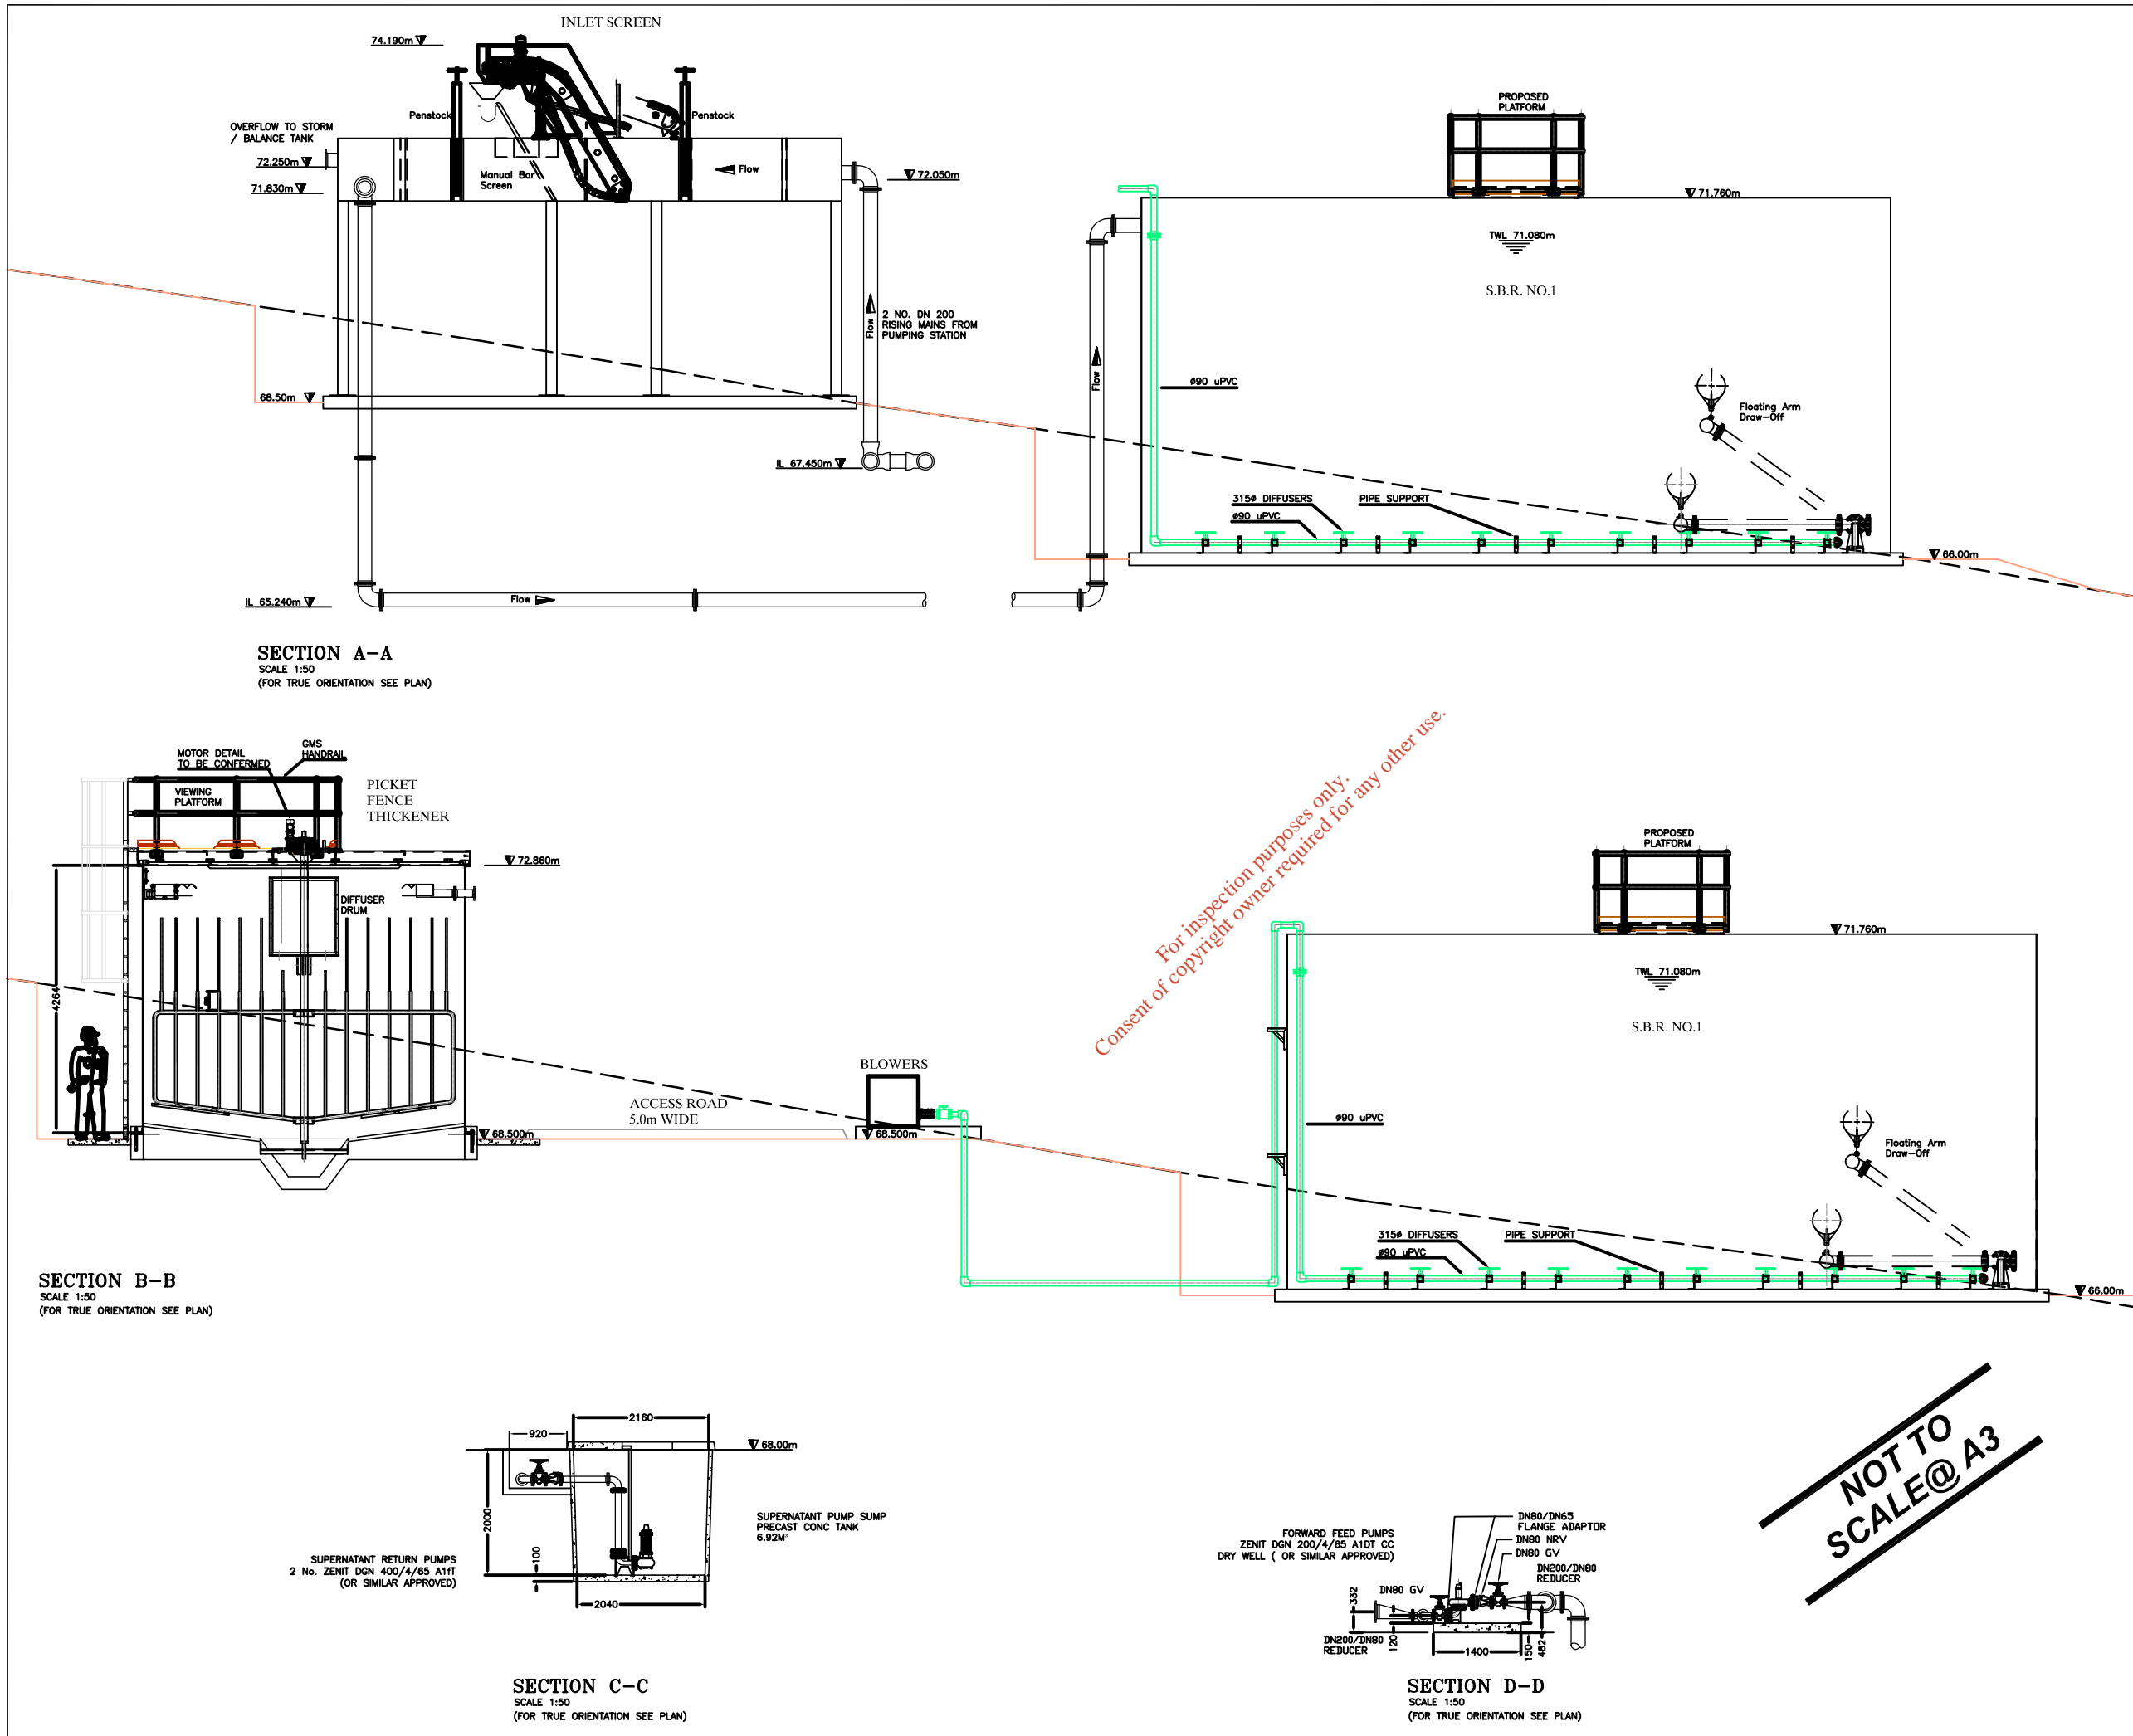 INLET SCREEN
74.190m
Penstock
Penstock
OVERFLOW TO STORM
/ BALANCE TANK
72.250m
71.830m
Manual Bar
Screen
Flow
72.050m
2 NO. DN 200
RISING MAINS FROM
PUMPING STATION
Flow
68.50m
IL 67.450m
IL 65.240m
Flow
Flow
PROPOSED
PLATFORM
71.760m
TWL 71.080m
S.B.R. NO.1
ø90 uPVC
Floating Arm
Draw-Off
315ø DIFFUSERS
PIPE SUPPORT
ø90 uPVC
66.00m
SECTION A-A
SCALE 1:50
(FOR TRUE ORIENTATION SEE PLAN)
For inspection purposes only.
Consent of copyright owner required for any other use.
MOTOR DETAIL
TO BE CONFERMED
GMS
HANDRAIL
VIEWING
PLATFORM
PICKET
FENCE
THICKENER
72.860m
DIFFUSER
DRUM
4264
68.500m
ACCESS ROAD
5.0m WIDE
BLOWERS
68.500m
PROPOSED
PLATFORM
71.760m
TWL 71.080m
S.B.R. NO.1
ø90 uPVC
Floating Arm
Draw-Off
315ø DIFFUSERS
PIPE SUPPORT
ø90 uPVC
66.00m
SECTION B-B
SCALE 1:50
(FOR TRUE ORIENTATION SEE PLAN)
2160
920
68.00m
2000
100
2040
SUPERNATANT PUMP SUMP
PRECAST CONC TANK
6.92M³
SUPERNATANT RETURN PUMPS
2 No. ZENIT DGN 400/4/65 A1fT
(OR SIMILAR APPROVED)
SECTION C-C
SCALE 1:50
(FOR TRUE ORIENTATION SEE PLAN)
NOT TO
SCALE@ A3
FORWARD FEED PUMPS
ZENIT DGN 200/4/65 A1DT CC
DRY WELL ( OR SIMILAR APPROVED)
DN80/DN65
FLANGE ADAPTOR
DN80 NRV
DN80 GV
DN200/DN80
REDUCER
DN80 GV
332
DN200/DN80
REDUCER
120
1400
150
482
SECTION D-D
SCALE 1:50
(FOR TRUE ORIENTATION SEE PLAN)